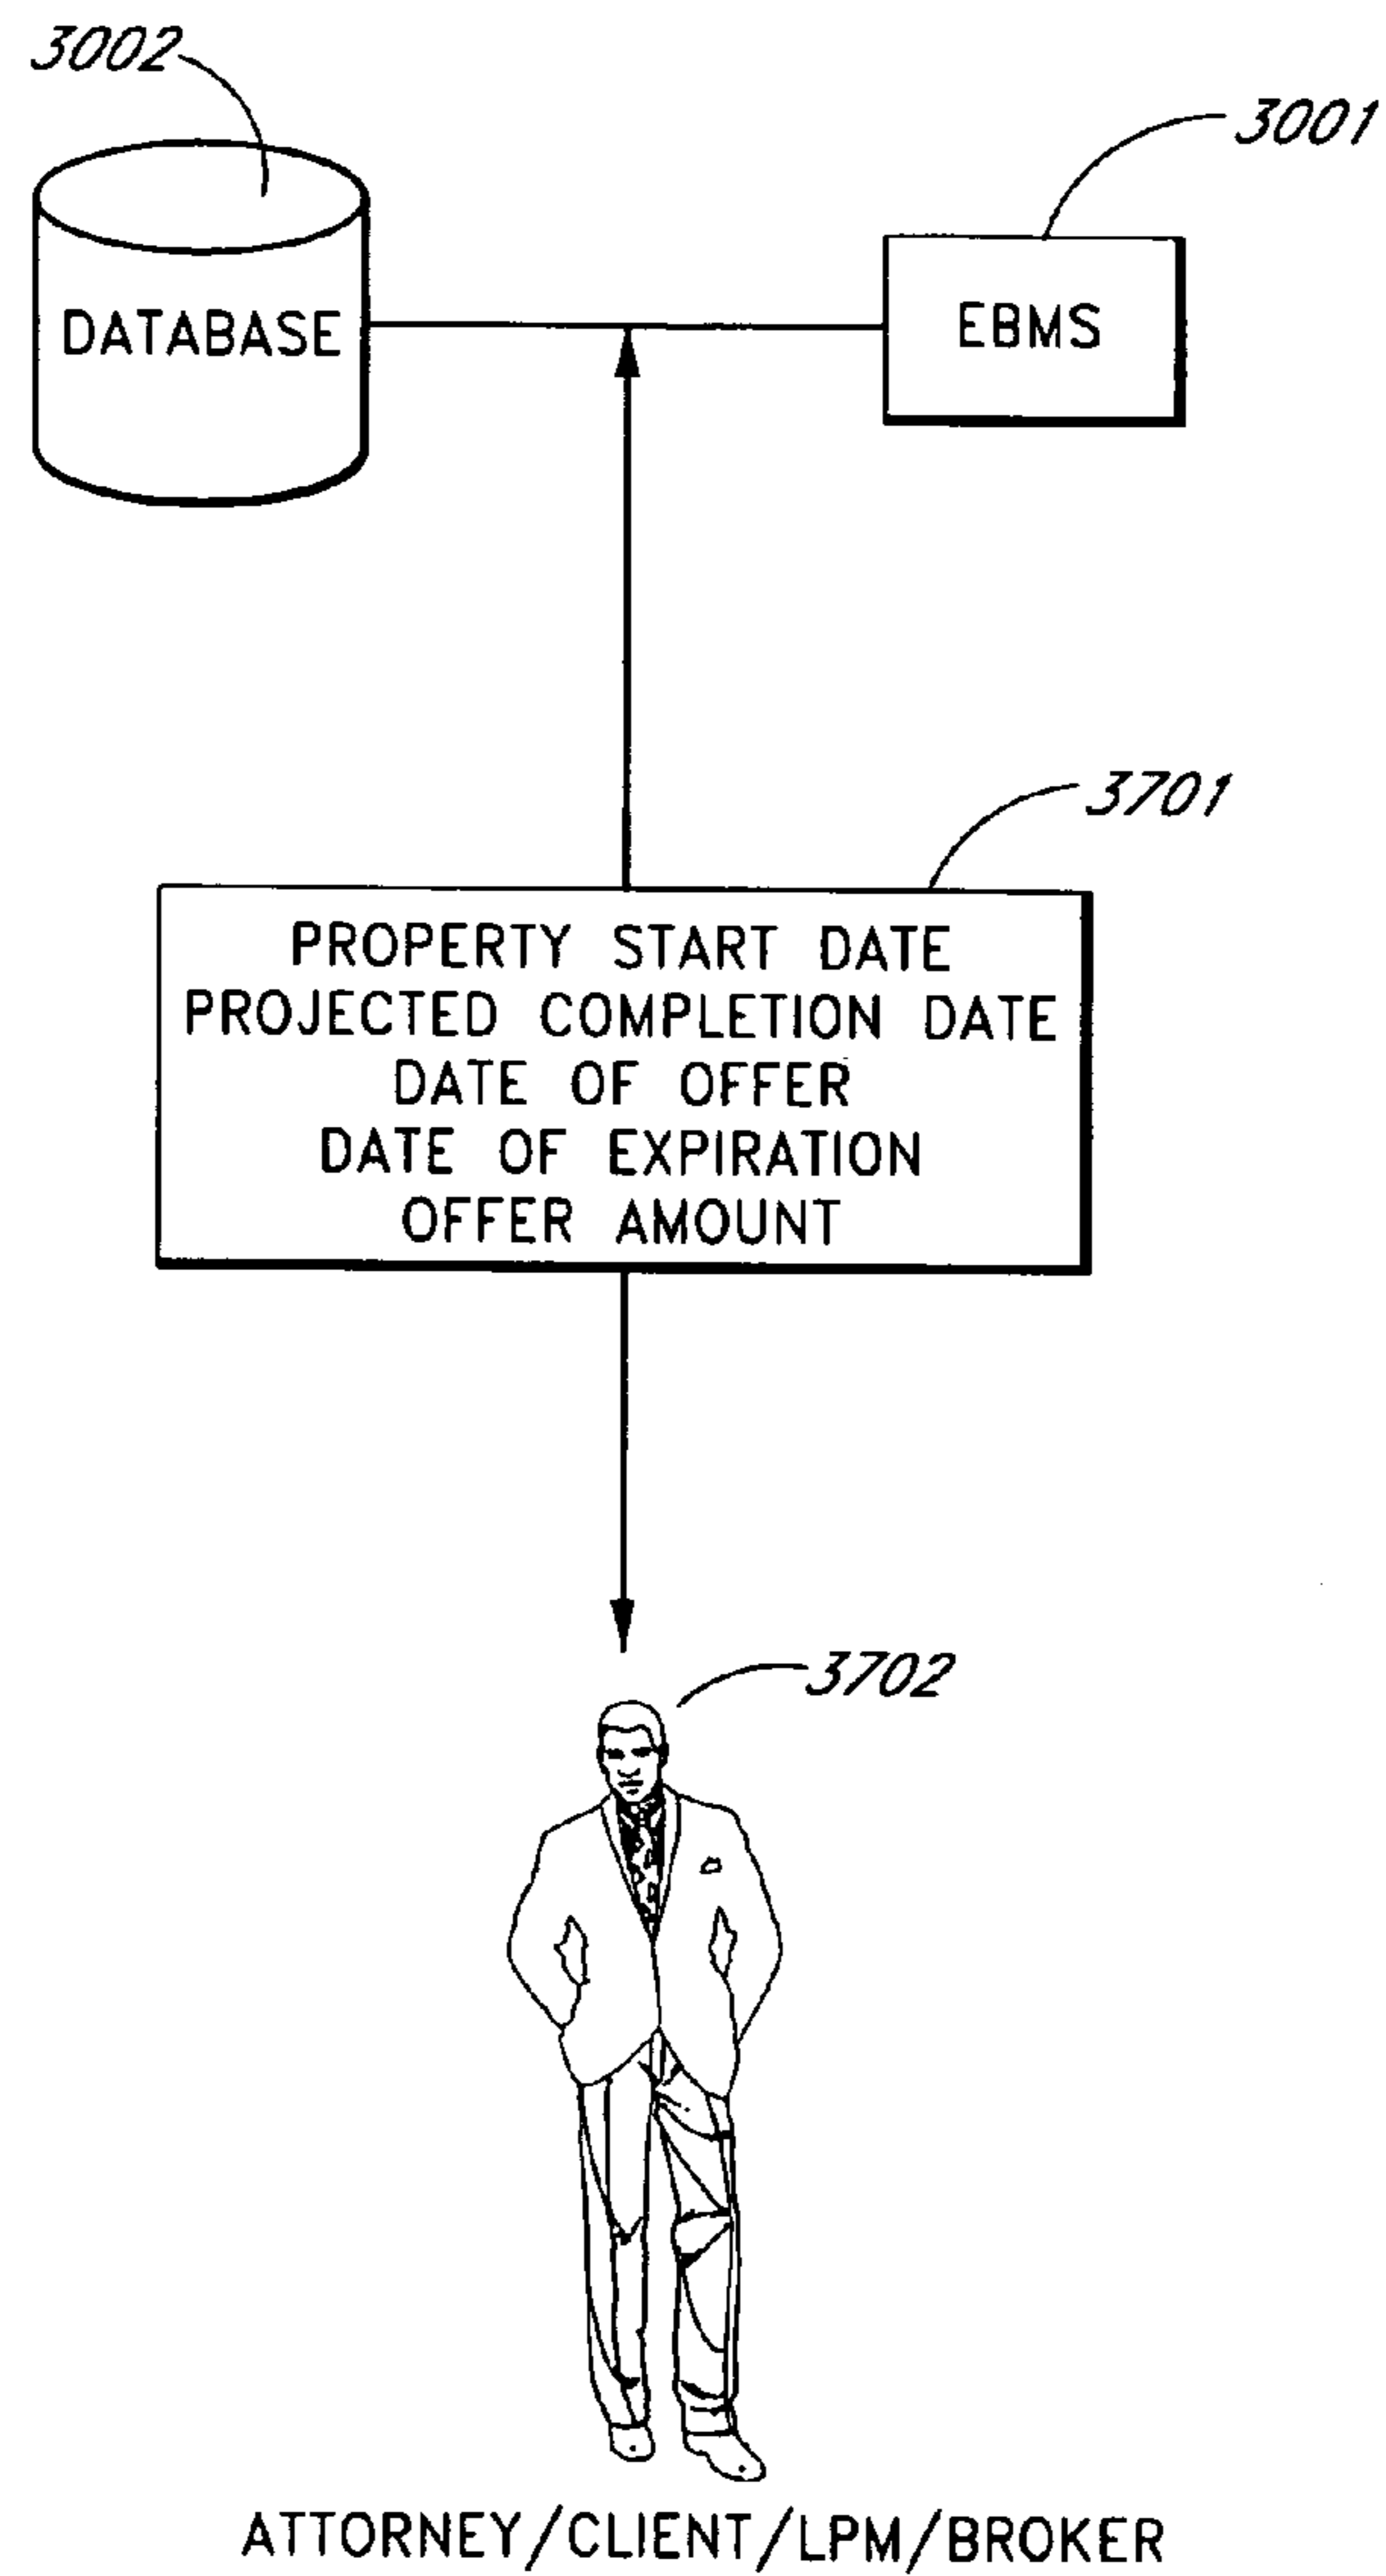 3002
3001
DATABASE
EBMS
3701
PROPERTY START DATE
PROJECTED COMPLETION DATE
DATE OF OFFER
DATE OF EXPIRATION
OFFER AMOUNT
3702
ATTORNEY/CLIENT/LPM/BROKER